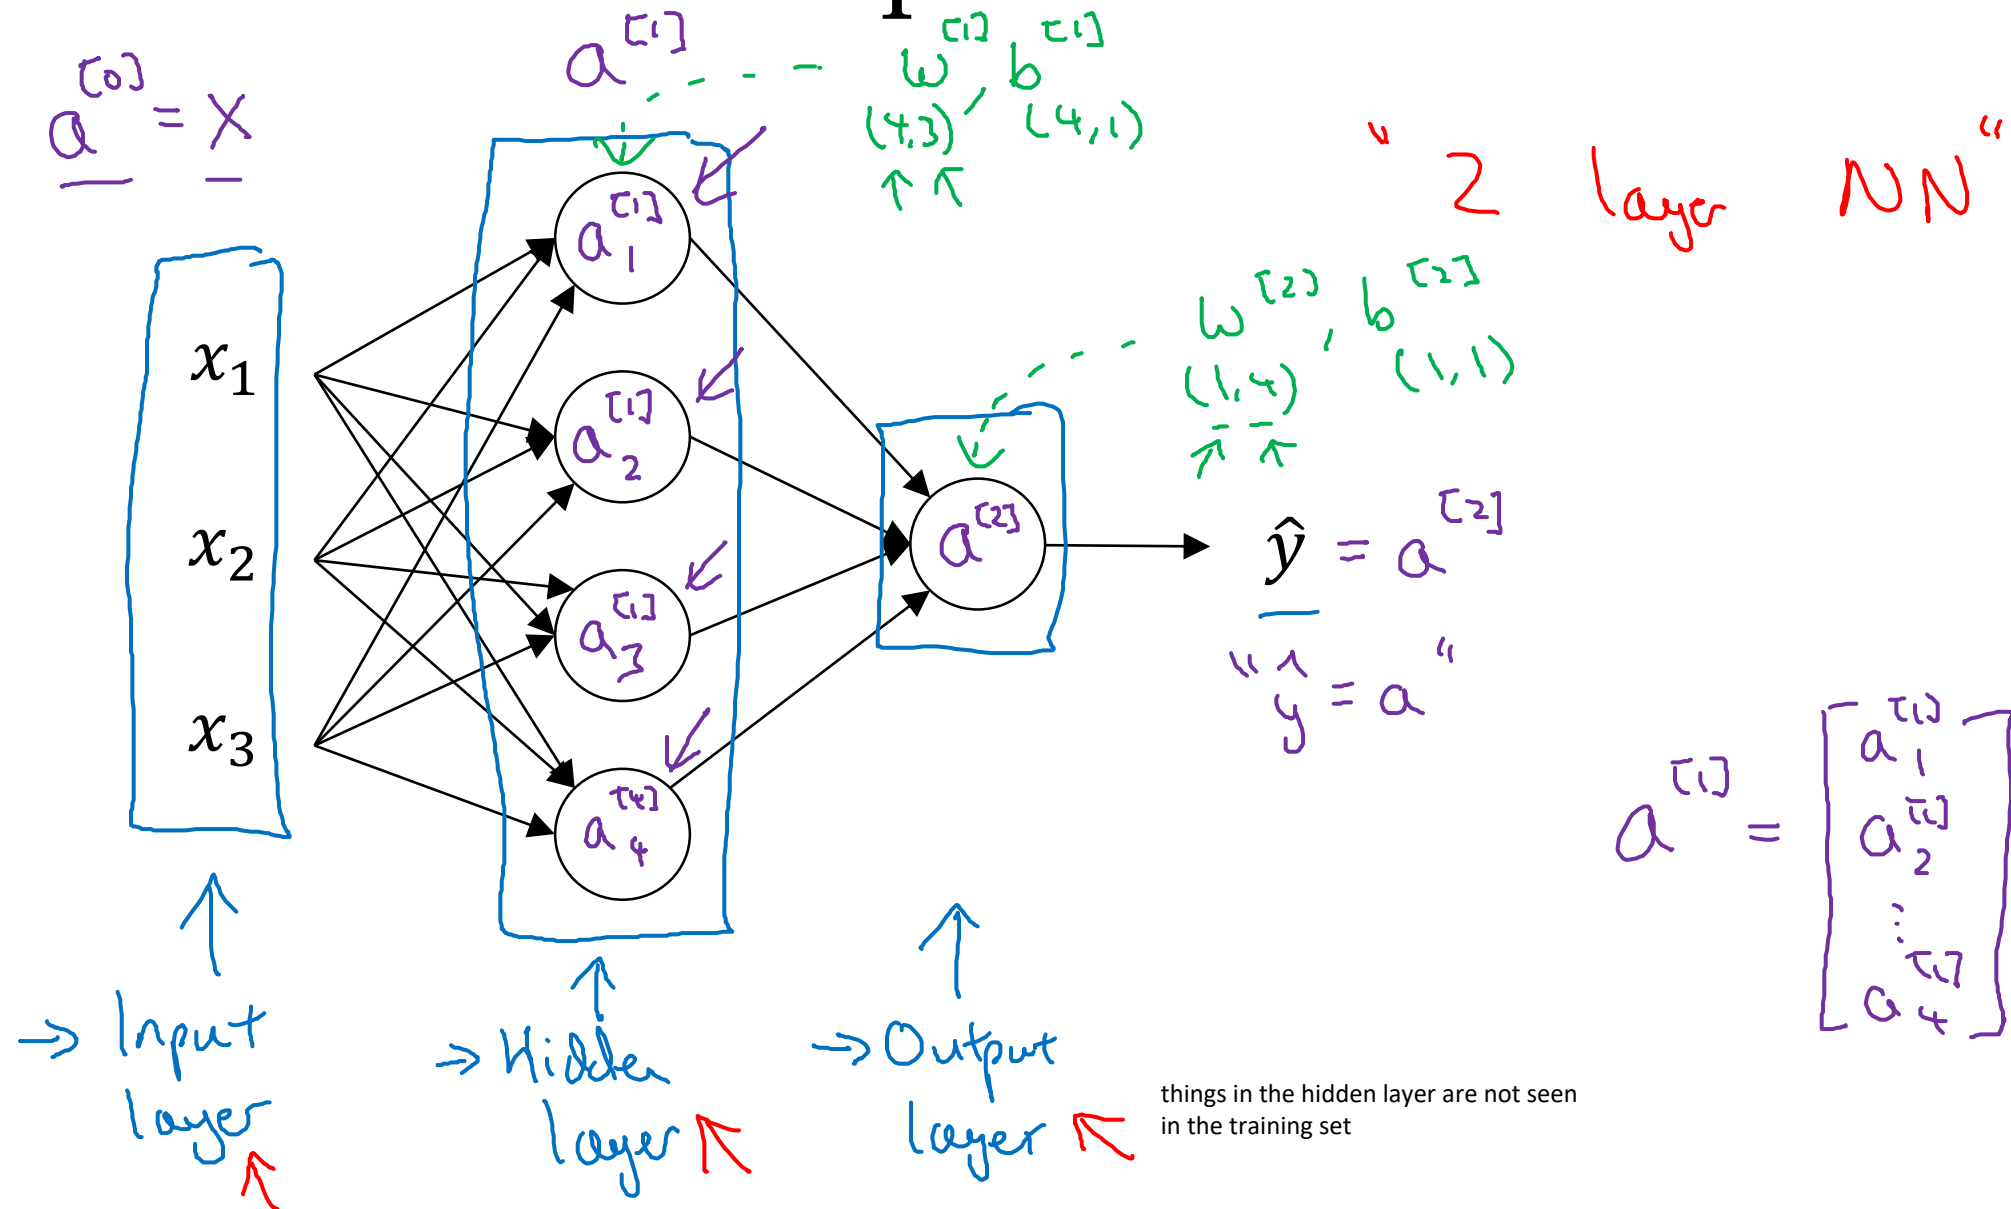 a^[0] = X
a^[1]
w^[1], b^[1]
(4,3) (4,1)
"2 layer NN"
x₁
x₂
x₃
a₁^[1]
a₂^[1]
a₃^[1]
a₄^[4]
w^[2], b^[2]
(1,4) (1,1)
a^[2]
ŷ = a^[2]
"ŷ = a"
a^[1] = [a₁^[1]
a₂^[1]
⋮
a₄^[1]]
→ Input
layer
→ Hidden
layer
→ Output
layer
things in the hidden layer are not seen
in the training set